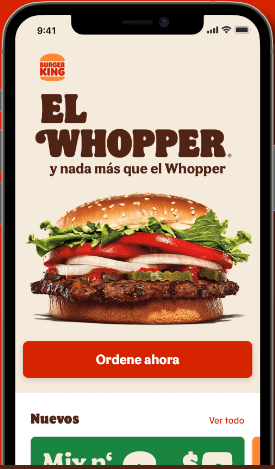 9:41
BURGER
KING
EL
WHOPPER®
y nada más que el Whopper
Ordene ahora
Nuevos
Ver todo
Mix n'